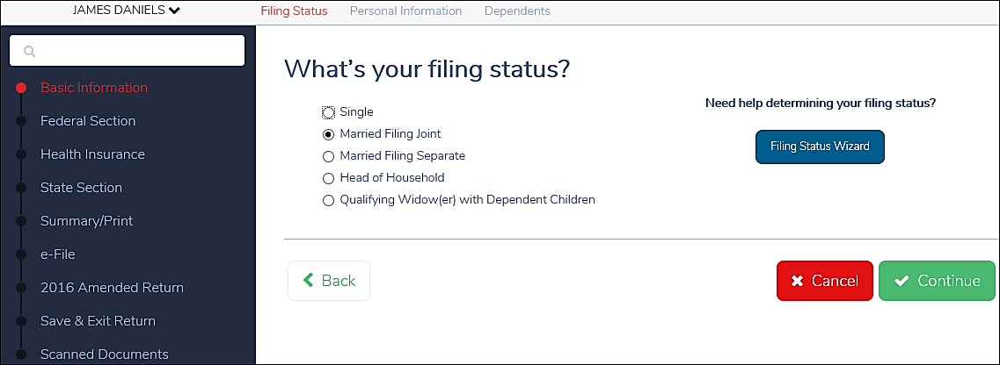 JAMES DANIELS
Filing Status Personal Information Dependents
Basic Information
Federal Section
Health Insurance
State Section
Summary/Print
e-File
2016 Amended Return
Save & Exit Return
Scanned Documents
What's your filing status?
Single
Married Filing Joint
Married Filing Separate
Head of Household
Qualifying Widow(er) with Dependent Children
Need help determining your filing status?
Filing Status Wizard
Back
Cancel
Continue